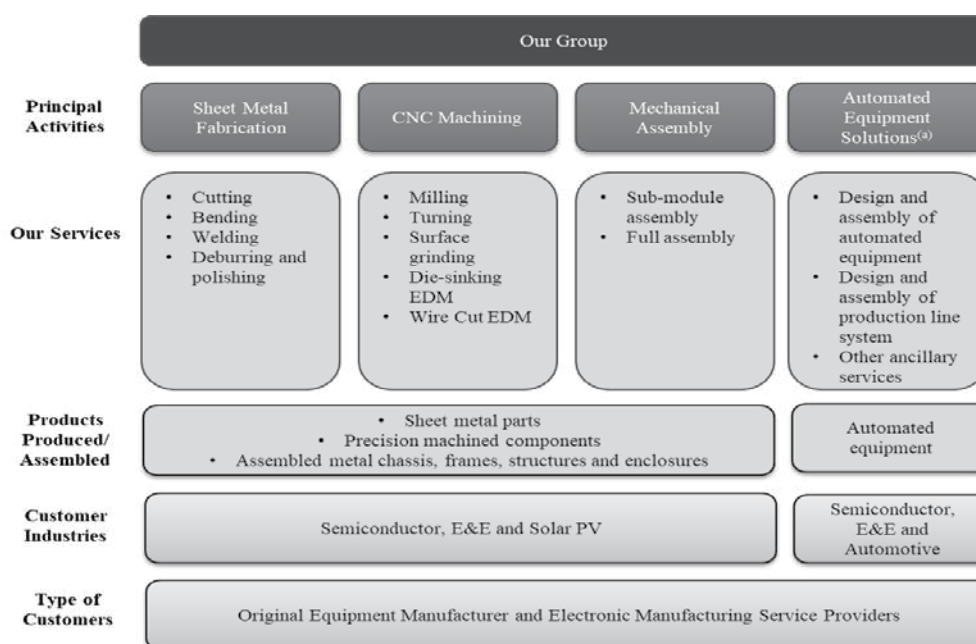 Our Group
Principal
Activities
Sheet Metal
Fabrication
CNC Machining
Mechanical
Assembly
Automated
Equipment
Solutions(a)
Our Services
• Cutting
• Bending
• Welding
• Deburring and
polishing
• Milling
• Turning
• Surface
grinding
• Die-sinking
EDM
• Wire Cut EDM
• Sub-module
assembly
• Full assembly
• Design and
assembly of
automated
equipment
• Design and
assembly of
production line
system
• Other ancillary
services
Products
Produced/
Assembled
• Sheet metal parts
• Precision machined components
• Assembled metal chassis, frames, structures and enclosures
Automated
equipment
Customer
Industries
Semiconductor, E&E and Solar PV
Semiconductor,
E&E and
Automotive
Type of
Customers
Original Equipment Manufacturer and Electronic Manufacturing Service Providers